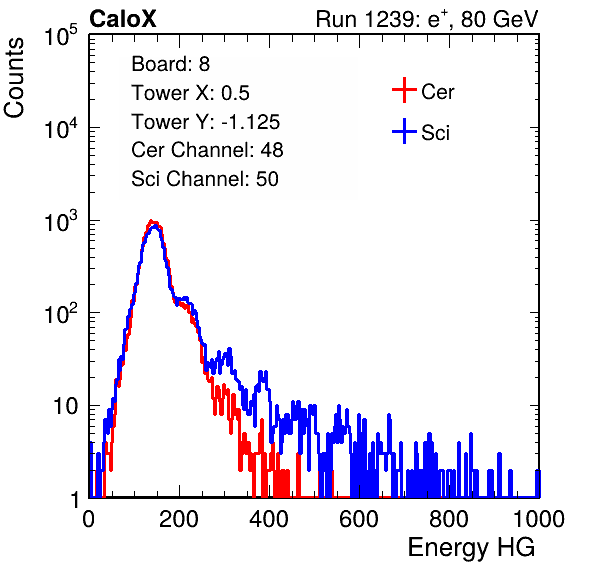 CaloX Run 1239: e⁺, 80 GeV
Counts
10⁵
10⁴
10³
10²
10
1
Board: 8
Tower X: 0.5
Tower Y: -1.125
Cer Channel: 48
Sci Channel: 50
Cer
Sci
0 200 400 600 800 1000
Energy HG